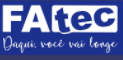 FAtec
Daqui, você vai longe